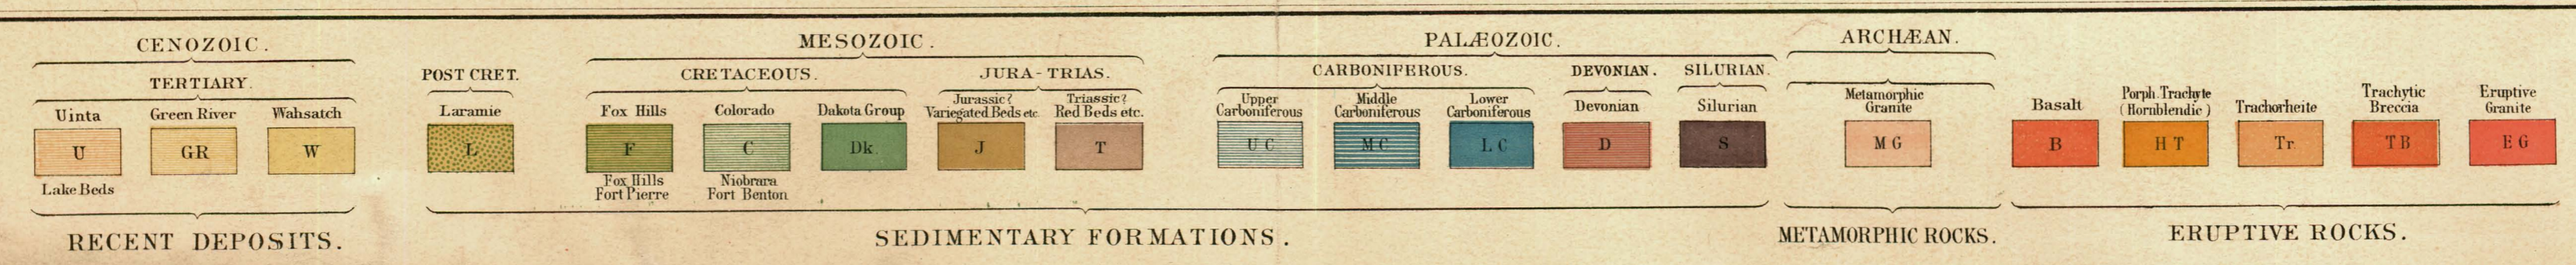 CENOZOIC.
MESOZOIC.
PALÆOZOIC.
ARCHÆAN.
TERTIARY.
POST CRET.
CRETACEOUS.
JURA-TRIAS.
CARBONIFEROUS.
DEVONIAN.
SILURIAN.
Uinta
Green River
Wahsatch
Laramie
Fox Hills
Colorado
Dakota Group
Jurassic?
Variegated Beds etc.
Triassic?
Red Beds etc.
Upper
Carboniferous
Middle
Carboniferous
Lower
Carboniferous
Devonian
Silurian
Metamorphic
Granite
Basalt
Porph. Trachyte
(Hornblendic)
Trachorheite
Trachytic
Breccia
Eruptive
Granite
U
GR
W
L
F
C
Dk.
J
T
U C
M C
L C
D
S
M G
B
H T
Tr
T B
E G
Lake Beds
Fox Hills
Fort Pierre
Niobrara
Fort Benton
RECENT DEPOSITS.
SEDIMENTARY FORMATIONS.
METAMORPHIC ROCKS.
ERUPTIVE ROCKS.